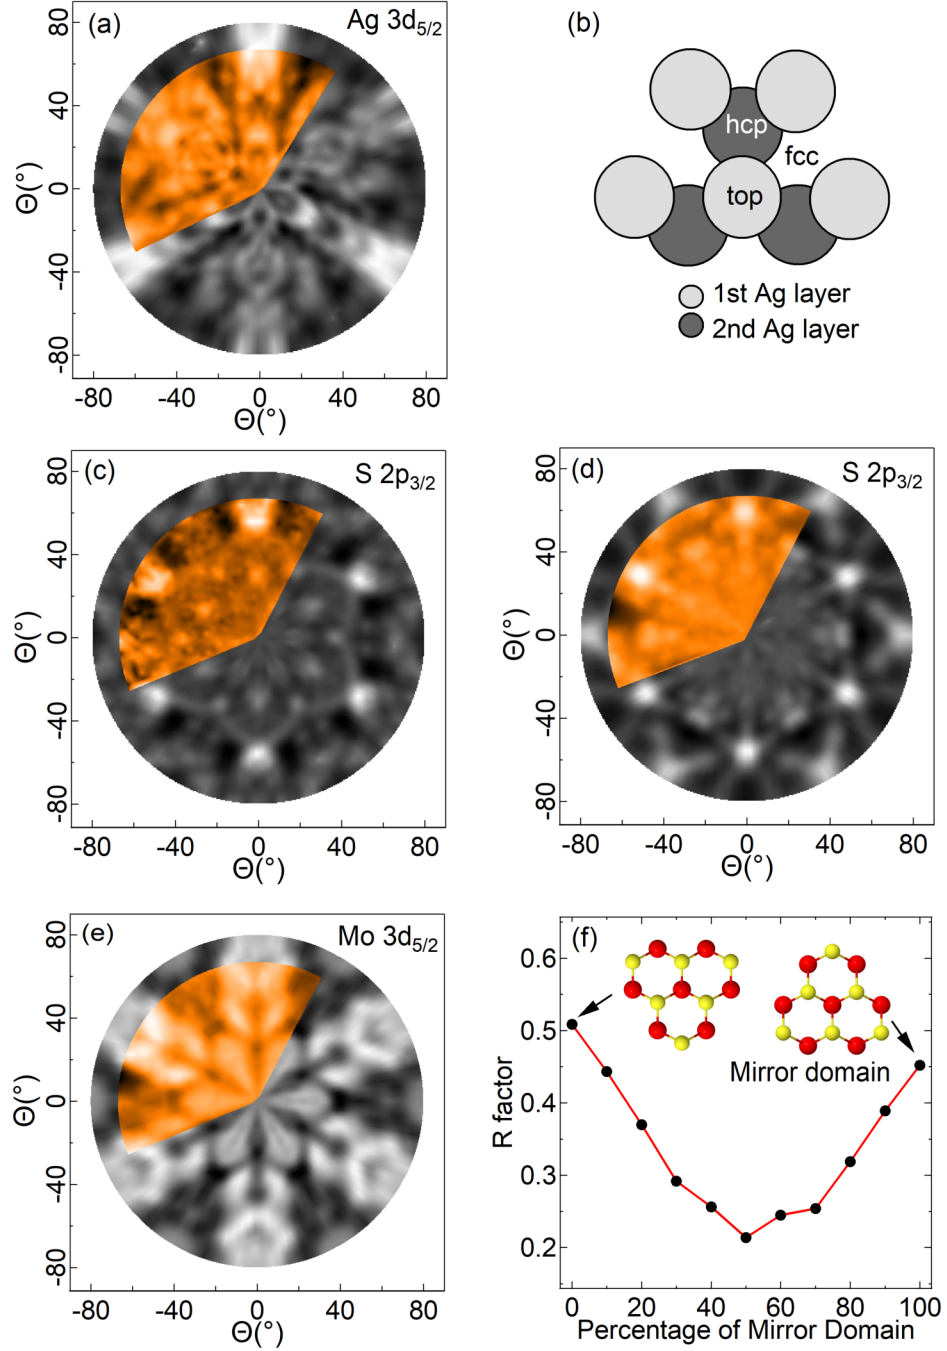 (a) Ag 3d5/2
80
40
0
-40
-80
Θ(°)
-80 -40 0 40 80
Θ(°)
(b)
hcp
fcc
top
1st Ag layer
2nd Ag layer
(c) S 2p3/2
80
40
0
-40
-80
Θ(°)
-80 -40 0 40 80
Θ(°)
(d) S 2p3/2
80
40
0
-40
-80
Θ(°)
-80 -40 0 40 80
Θ(°)
(e) Mo 3d5/2
80
40
0
-40
-80
Θ(°)
-80 -40 0 40 80
Θ(°)
(f)
0.6
0.5
0.4
0.3
0.2
R factor
Mirror domain
0 20 40 60 80 100
Percentage of Mirror Domain